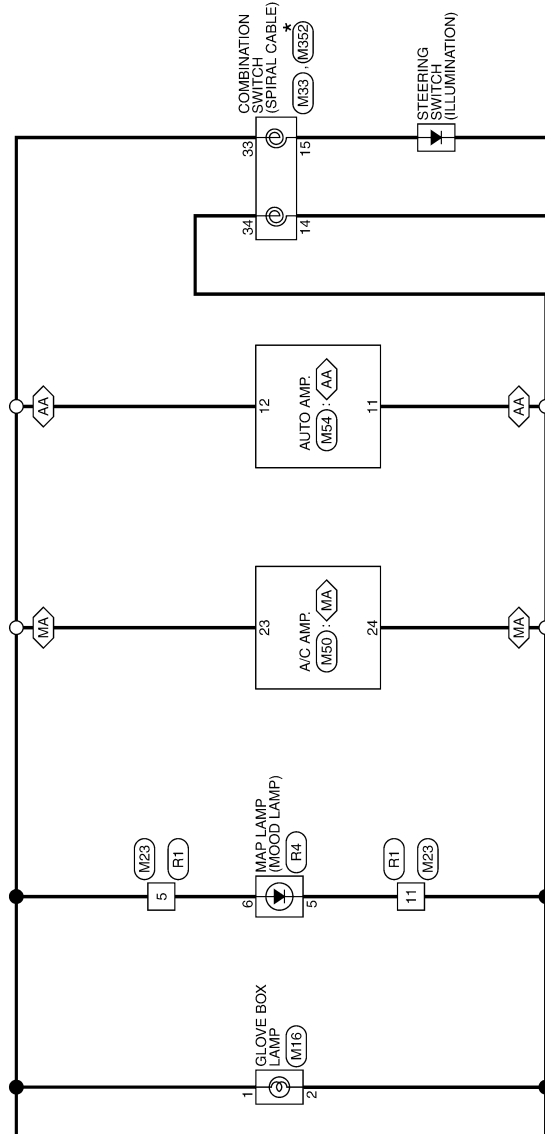 COMBINATION
SWITCH
(SPIRAL CABLE)
*
M33 , M352
33
34
15
14
STEERING
SWITCH
(ILLUMINATION)
AA
12
AUTO AMP.
M54 : AA
11
AA
MA
23
A/C AMP.
M50 : MA
24
MA
M23
R1
5
MAP LAMP
(MOOD LAMP)
R4
6
5
R1
M23
11
GLOVE BOX
LAMP
M16
1
2